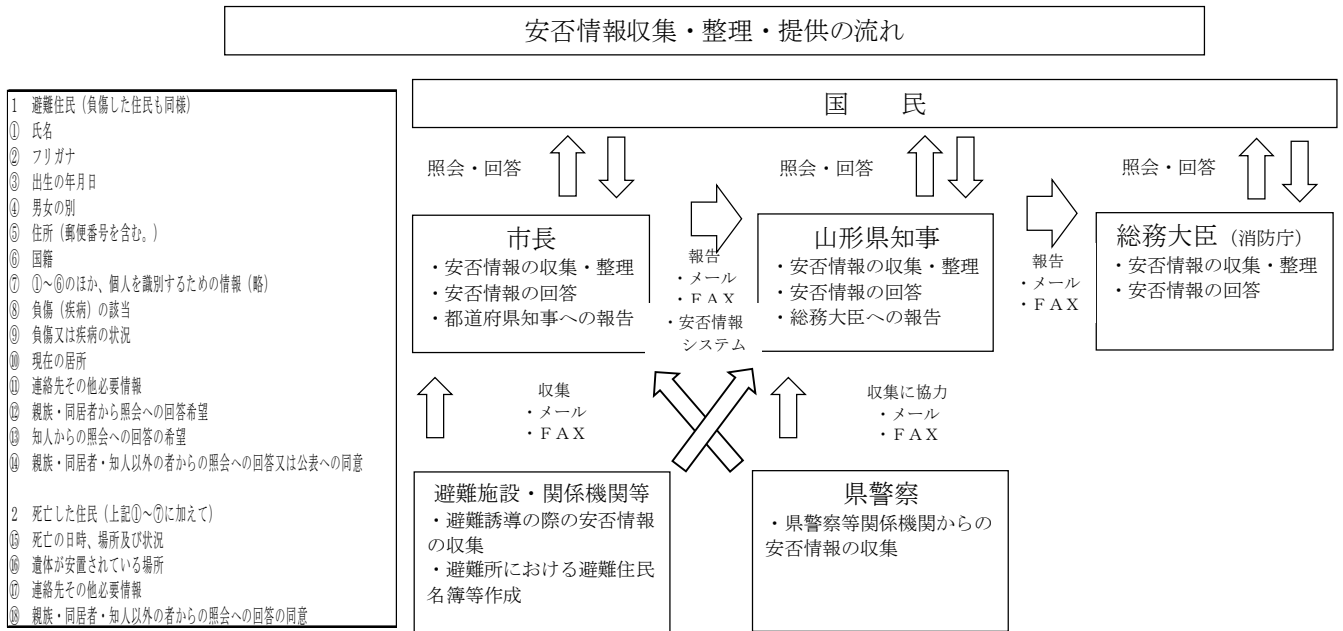 安否情報収集・整理・提供の流れ
1 避難住民（負傷した住民も同様）
① 氏名
② フリガナ
③ 出生の年月日
④ 男女の別
⑤ 住所（郵便番号を含む。）
⑥ 国籍
⑦ ①～⑥のほか、個人を識別するための情報（略）
⑧ 負傷（疾病）の該当
⑨ 負傷又は疾病の状況
⑩ 現在の居所
⑪ 連絡先その他必要情報
⑫ 親族・同居者から照会への回答希望
⑬ 知人からの照会への回答の希望
⑭ 親族・同居者・知人以外の者からの照会への回答又は公表への同意
2 死亡した住民（上記①～⑦に加えて）
⑮ 死亡の日時、場所及び状況
⑯ 遺体が安置されている場所
⑰ 連絡先その他必要情報
⑱ 親族・同居者・知人以外の者からの照会への回答の同意
国 民
照会・回答
照会・回答
照会・回答
市長
・安否情報の収集・整理
・安否情報の回答
・都道府県知事への報告
報告
・メール
・ＦＡＸ
・安否情報
システム
山形県知事
・安否情報の収集・整理
・安否情報の回答
・総務大臣への報告
報告
・メール
・ＦＡＸ
総務大臣（消防庁）
・安否情報の収集・整理
・安否情報の回答
収集
・メール
・ＦＡＸ
収集に協力
・メール
・ＦＡＸ
避難施設・関係機関等
・避難誘導の際の安否情報
の収集
・避難所における避難住民
名簿等作成
県警察
・県警察等関係機関からの
安否情報の収集